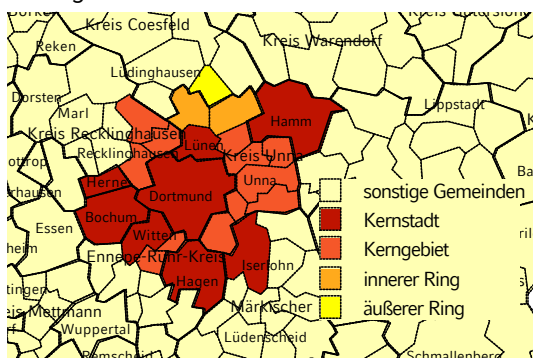 Kreis Coesfeld
Reken
Kreis Warendorf
Lüdinghausen
Dorsten
Marl
Hamm
Lippstadt
Kreis Recklinghausen
Recklinghausen
Lünen
Kreis Unna
Herne
Dortmund
Unna
sonstige Gemeinden
Bochum
Kernstadt
Essen
Witten
Ennepe-Ruhr-Kreis
Kerngebiet
Hagen
Iserlohn
innerer Ring
Märkischer
äußerer Ring
Wuppertal
Lüdenscheid
Remscheid
Schmallenberg